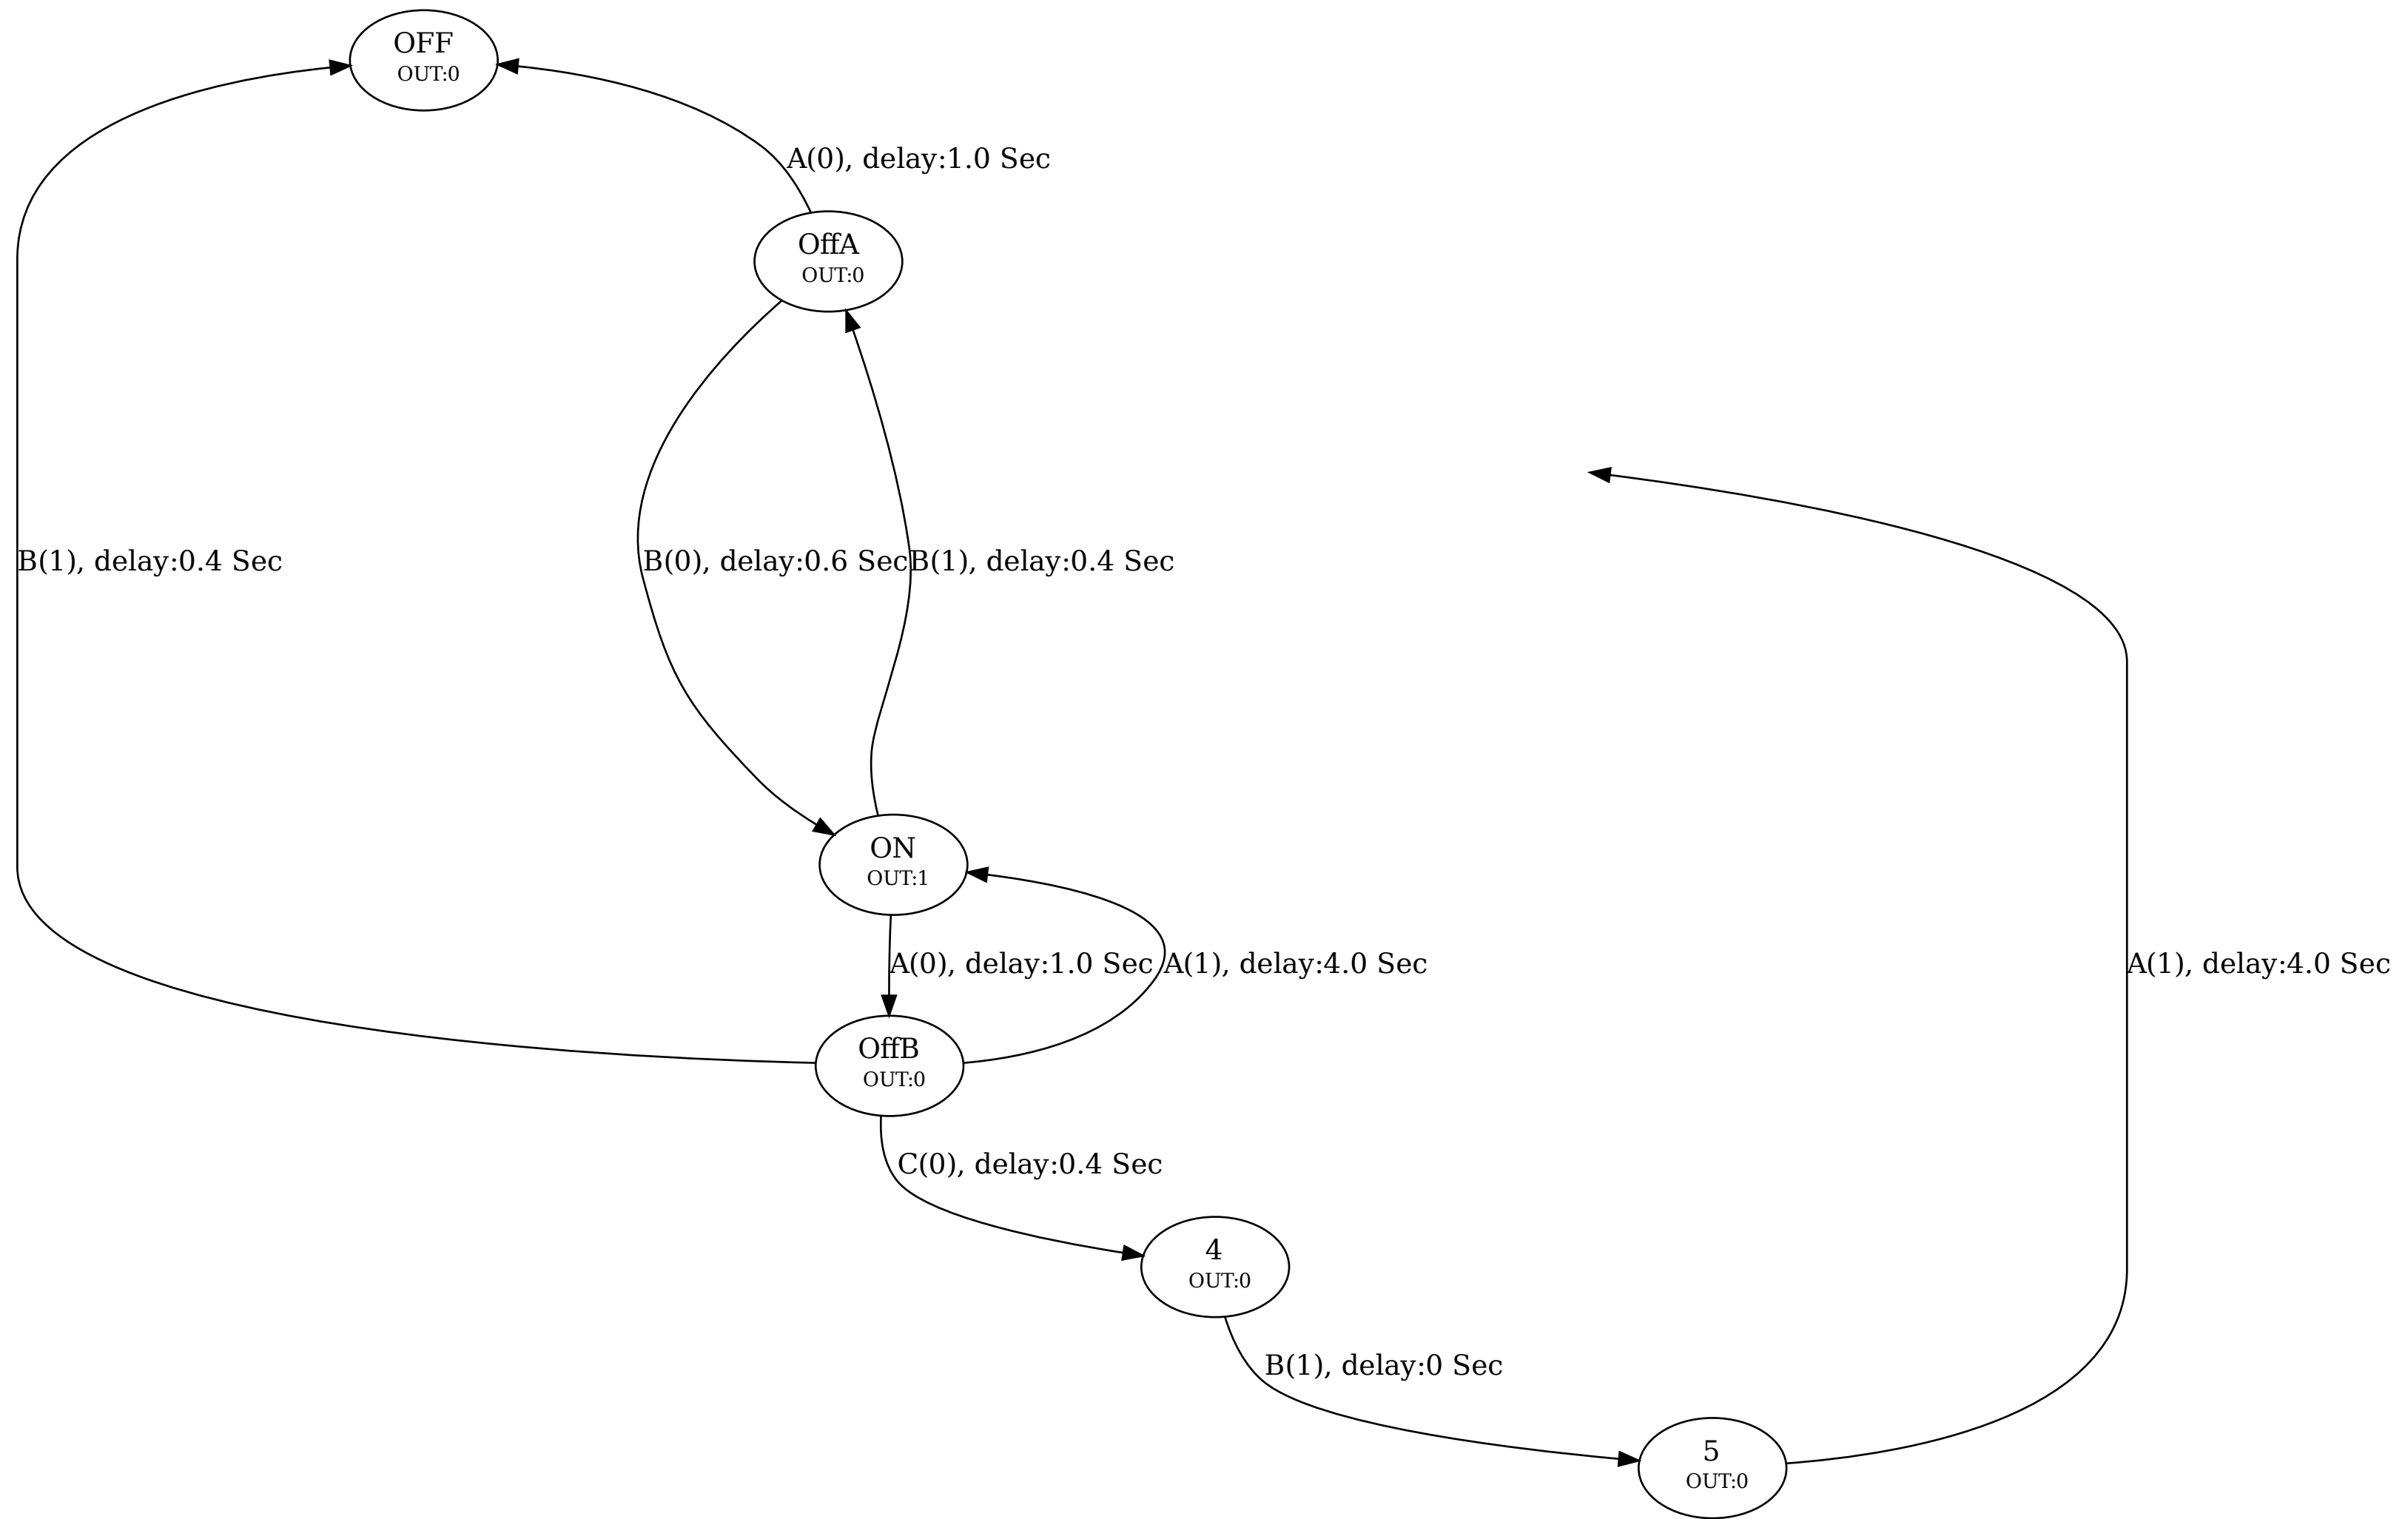 OFF
OUT:0
A(0), delay:1.0 Sec
OffA
OUT:0
B(1), delay:0.4 Sec
B(0), delay:0.6 Sec
B(1), delay:0.4 Sec
ON
OUT:1
A(0), delay:1.0 Sec
A(1), delay:4.0 Sec
A(1), delay:4.0 Sec
OffB
OUT:0
C(0), delay:0.4 Sec
4
OUT:0
B(1), delay:0 Sec
5
OUT:0